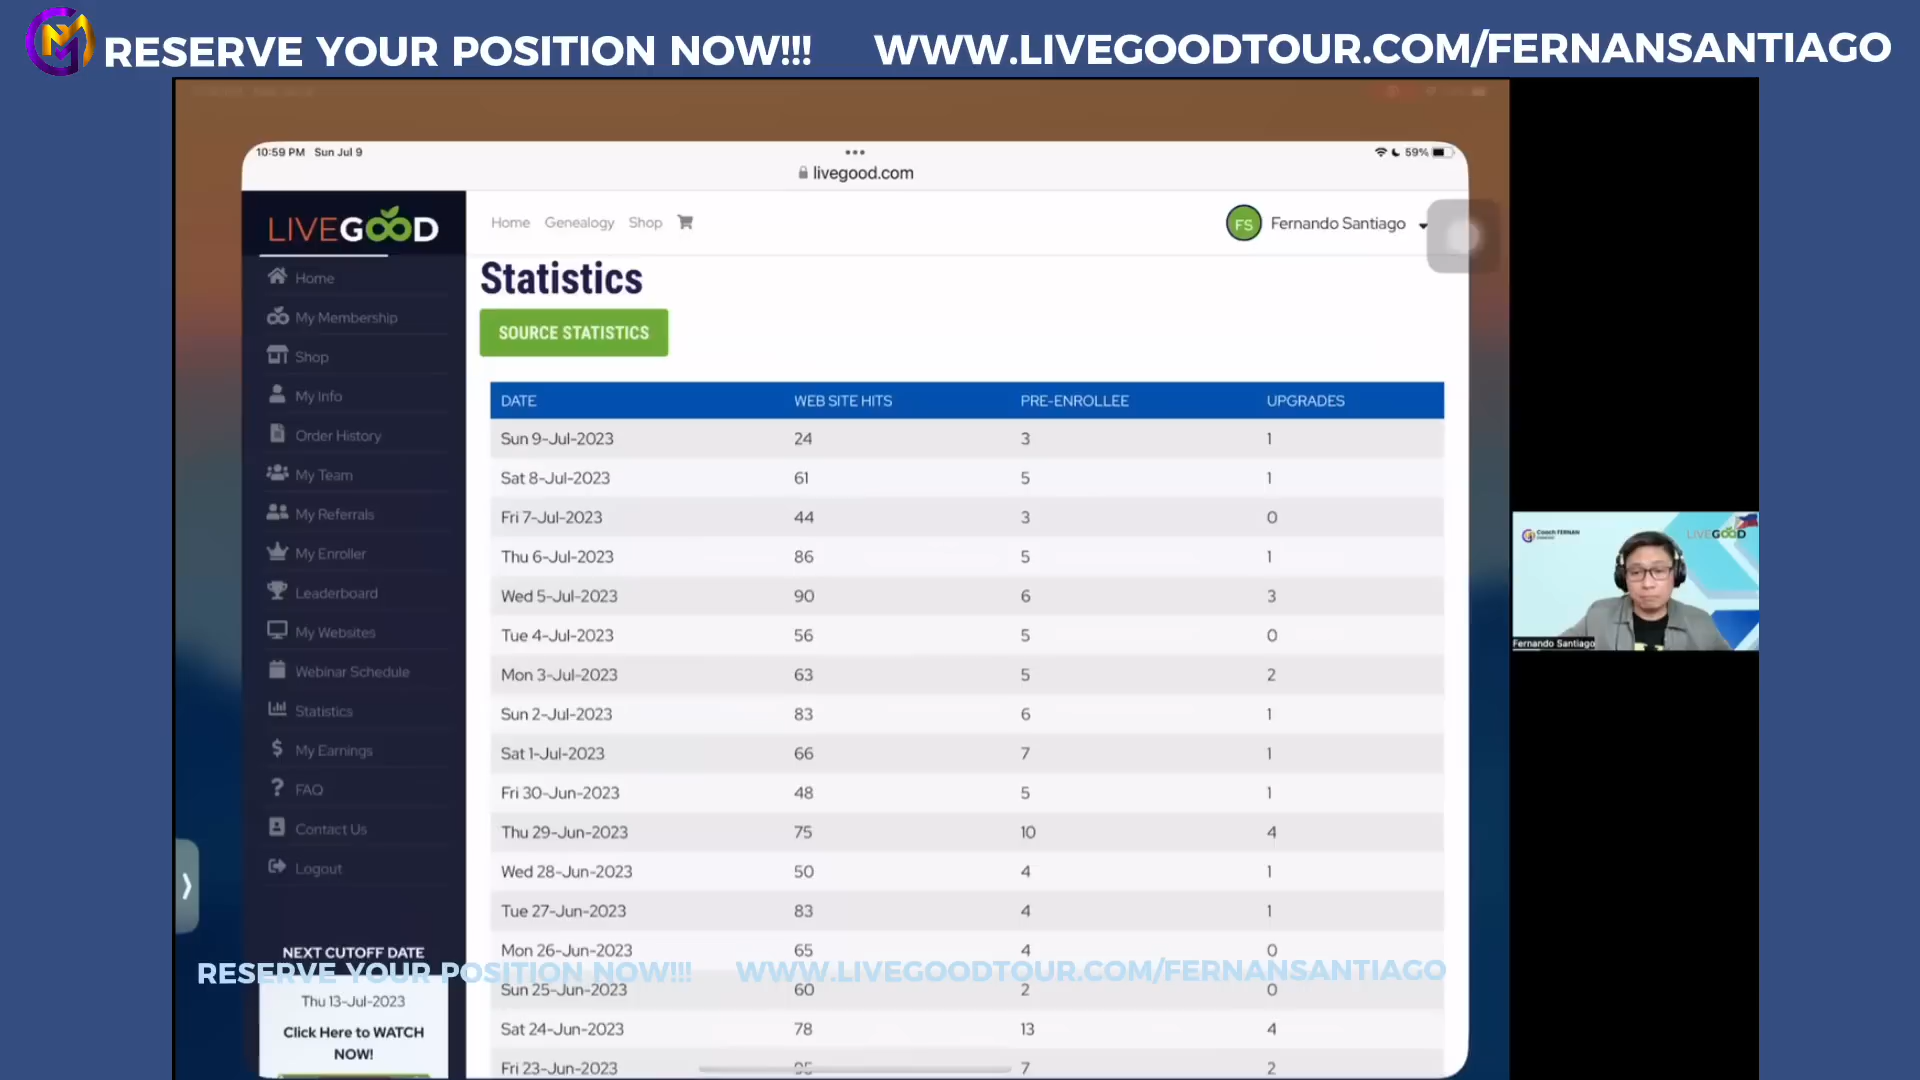 RESERVE YOUR POSITION NOW!!! WWW.LIVEGOODTOUR.COM/FERNANSANTIAGO
10:59 PM Sun Jul 9
59%
livegood.com
LIVEGOOD
Home Genealogy Shop
FS Fernando Santiago
Home
My Membership
Shop
My Info
Order History
My Team
My Referrals
My Enroller
Leaderboard
My Websites
Webinar Schedule
Statistics
My Earnings
FAQ
Contact Us
Logout
NEXT CUTOFF DATE
Thu 13-Jul-2023
Click Here to WATCH
NOW!
Statistics
SOURCE STATISTICS
DATE WEB SITE HITS PRE-ENROLLEE UPGRADES
Sun 9-Jul-2023 24 3 1
Sat 8-Jul-2023 61 5 1
Fri 7-Jul-2023 44 3 0
Thu 6-Jul-2023 86 5 1
Wed 5-Jul-2023 90 6 3
Tue 4-Jul-2023 56 5 0
Mon 3-Jul-2023 63 5 2
Sun 2-Jul-2023 83 6 1
Sat 1-Jul-2023 66 7 1
Fri 30-Jun-2023 48 5 1
Thu 29-Jun-2023 75 10 4
Wed 28-Jun-2023 50 4 1
Tue 27-Jun-2023 83 4 1
Mon 26-Jun-2023 65 4 0
RESERVE YOUR POSITION NOW!!! WWW.LIVEGOODTOUR.COM/FERNANSANTIAGO
Sun 25-Jun-2023 60 2 0
Sat 24-Jun-2023 78 13 4
Fri 23-Jun-2023 7 2
Coach FERNAN
LIVEGOOD
Fernando Santiago